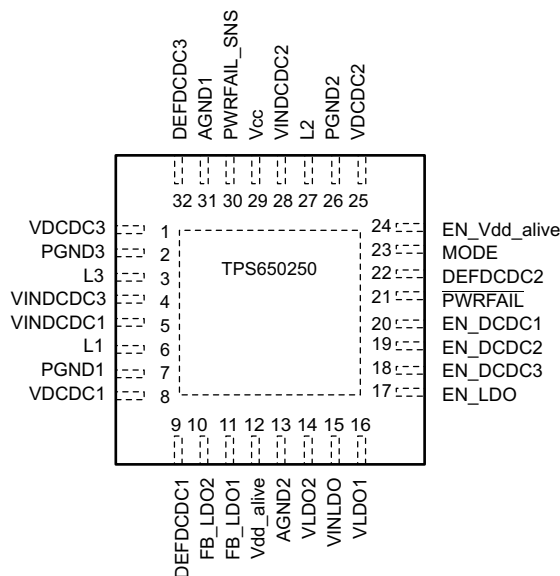 DEFDCDC3
AGND1
PWRFAIL_SNS
Vcc
VINDCDC2
L2
PGND2
VDCDC2
32 31 30 29 28 27 26 25
VDCDC3 1
PGND3 2
L3 3
VINDCDC3 4
VINDCDC1 5
L1 6
PGND1 7
VDCDC1 8
TPS650250
24 EN_Vdd_alive
23 MODE
22 DEFDCDC2
21 PWRFAIL
20 EN_DCDC1
19 EN_DCDC2
18 EN_DCDC3
17 EN_LDO
9 10 11 12 13 14 15 16
DEFDCDC1
FB_LDO2
FB_LDO1
Vdd_alive
AGND2
VLDO2
VINLDO
VLDO1